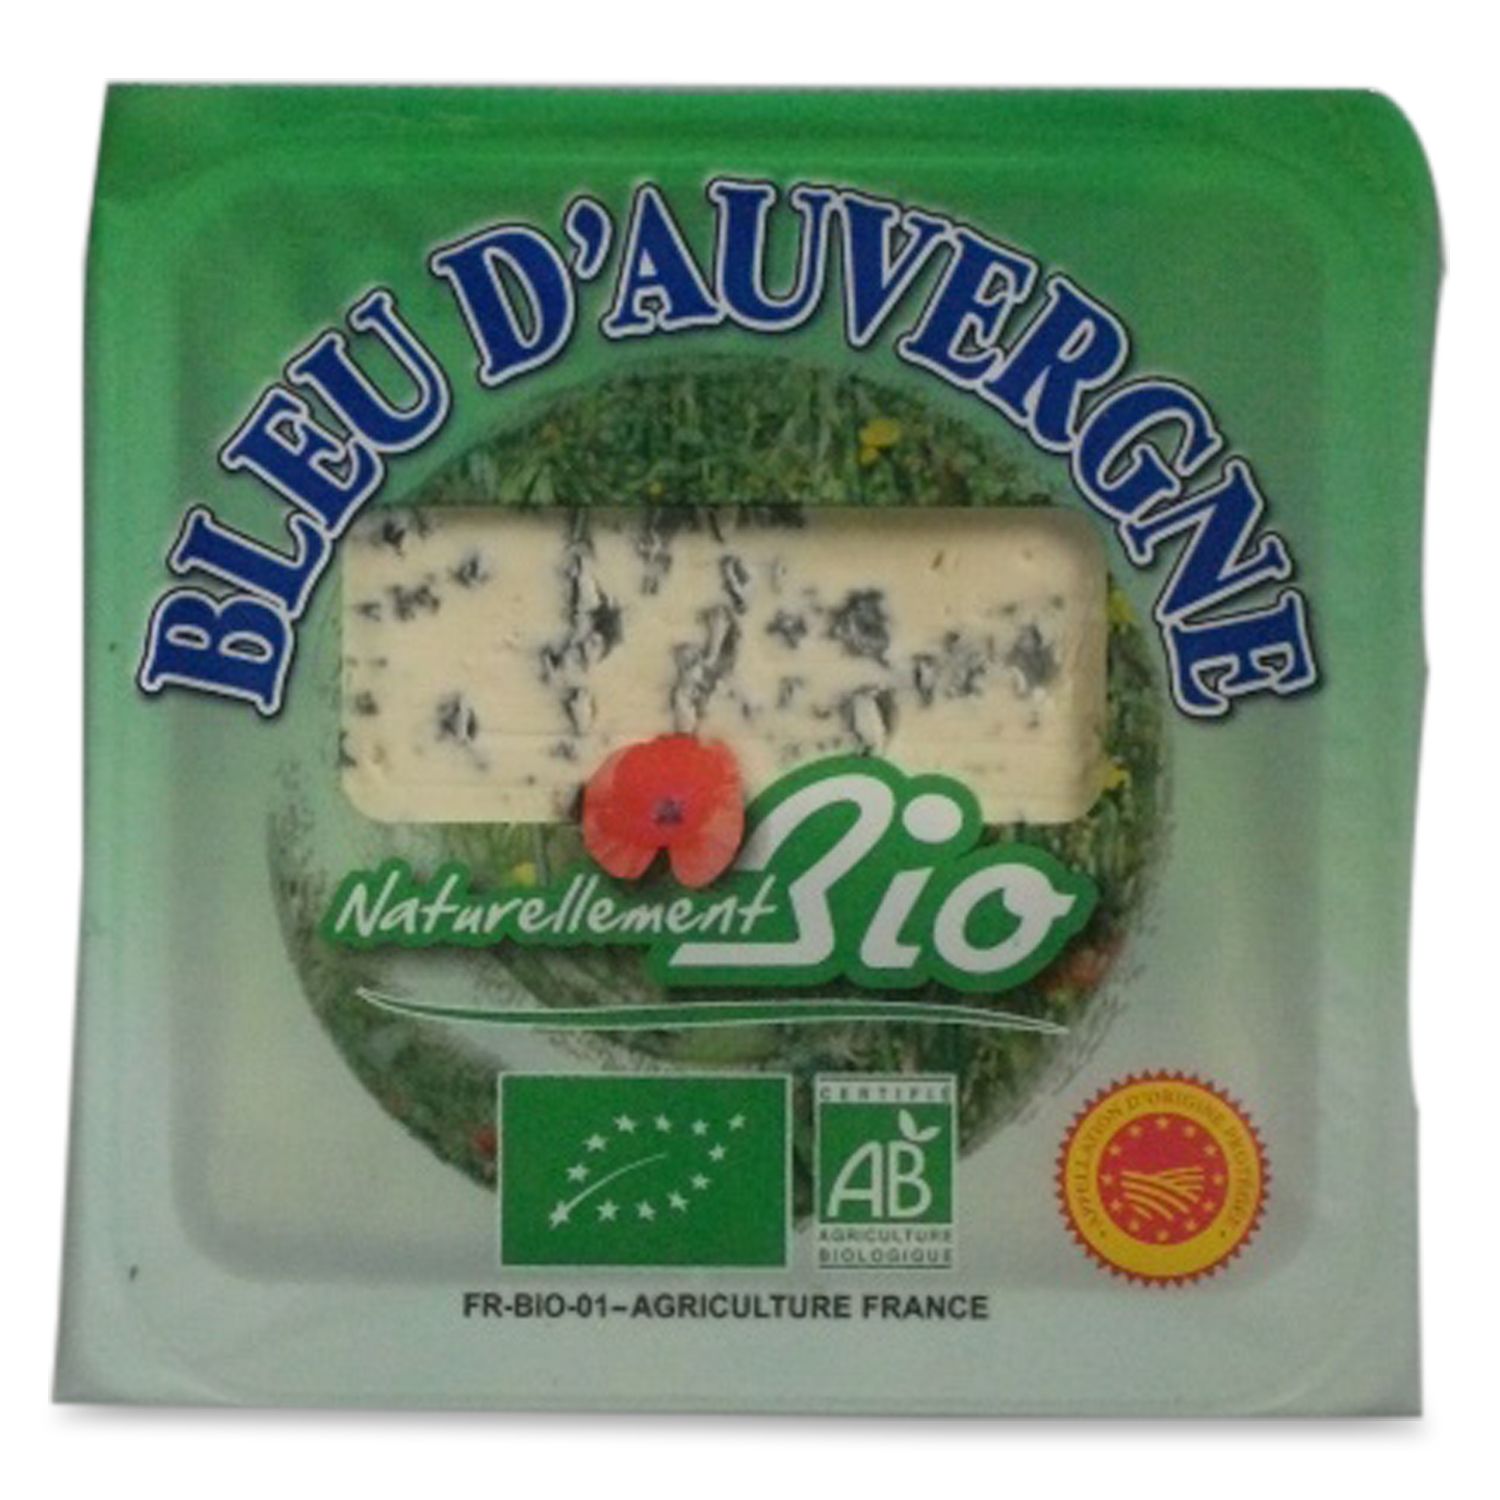 BLEU D'AUVERGNE
Naturellement Bio
CERTIFIÉ
AB
AGRICULTURE
BIOLOGIQUE
APPELLATION D'ORIGINE PROTÉGÉE
FR-BIO-01–AGRICULTURE FRANCE